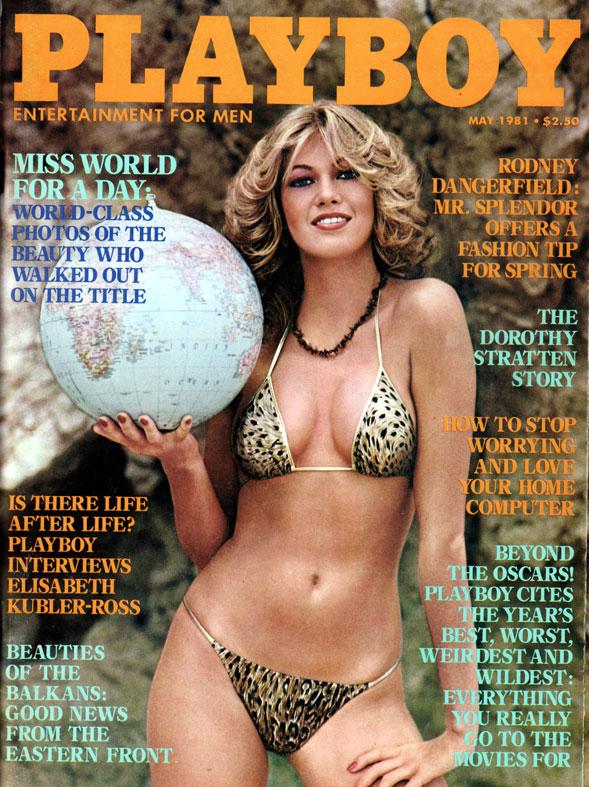 PLAYBOY
ENTERTAINMENT FOR MEN
MAY 1981 • $2.50
MISS WORLD
FOR A DAY:
WORLD-CLASS
PHOTOS OF THE
BEAUTY WHO
WALKED OUT
ON THE TITLE
RODNEY
DANGERFIELD:
MR. SPLENDOR
OFFERS A
FASHION TIP
FOR SPRING
THE
DOROTHY
STRATTEN
STORY
HOW TO STOP
WORRYING
AND LOVE
YOUR HOME
COMPUTER
IS THERE LIFE
AFTER LIFE?
PLAYBOY
INTERVIEWS
ELISABETH
KUBLER-ROSS
BEYOND
THE OSCARS!
PLAYBOY CITES
THE YEAR'S
BEST, WORST,
WEIRDEST AND
WILDEST:
EVERYTHING
YOU REALLY
GO TO THE
MOVIES FOR
BEAUTIES
OF THE
BALKANS:
GOOD NEWS
FROM THE
EASTERN FRONT